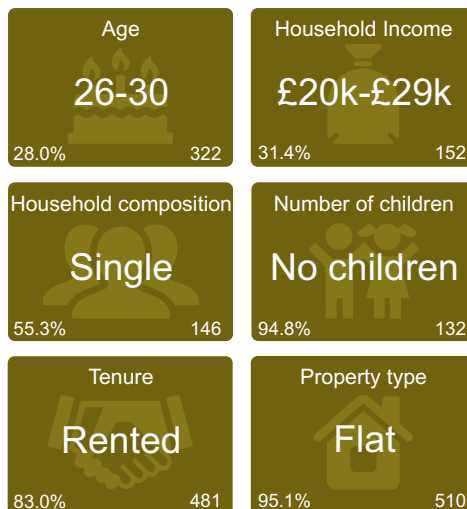 Age
26-30
28.0% 322
Household Income
£20k-£29k
31.4% 152
Household composition
Single
55.3% 146
Number of children
No children
94.8% 132
Tenure
Rented
83.0% 481
Property type
Flat
95.1% 510